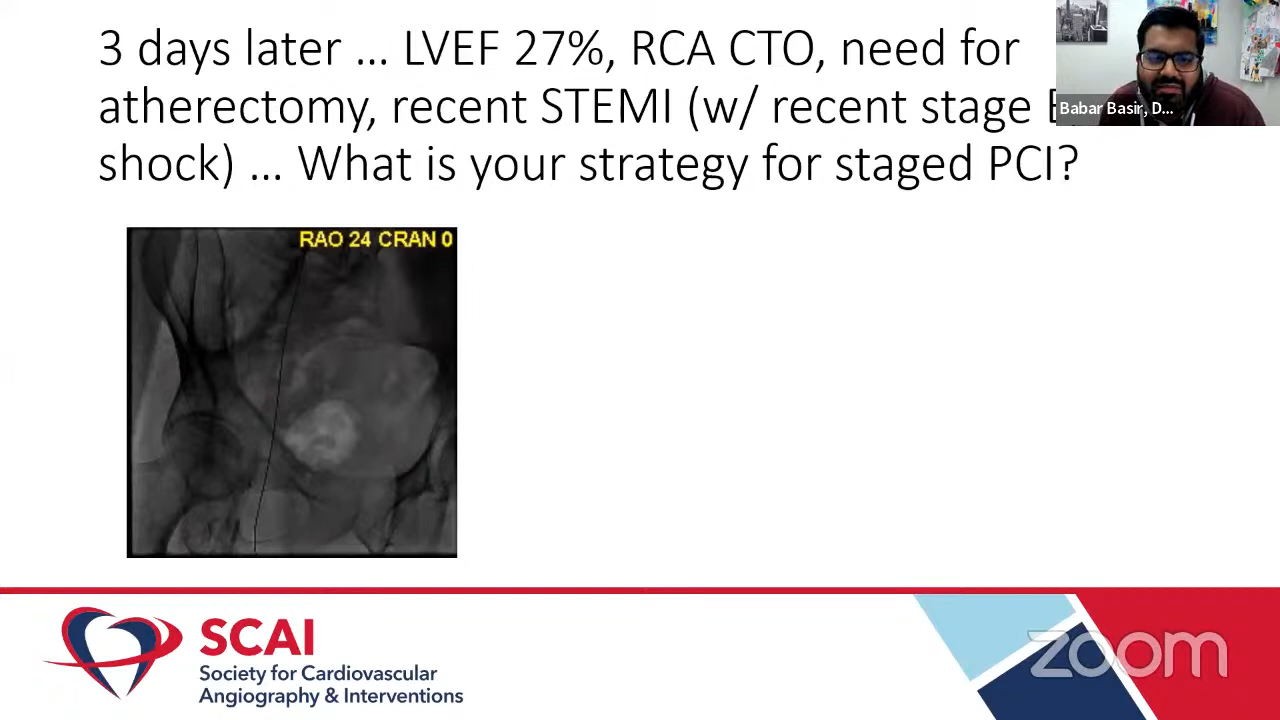 3 days later … LVEF 27%, RCA CTO, need for
atherectomy, recent STEMI (w/ recent stage
shock) … What is your strategy for staged PCI?
Babar Basir, D...
RAO 24 CRAN 0
SCAI
Society for Cardiovascular
Angiography & Interventions
zoom